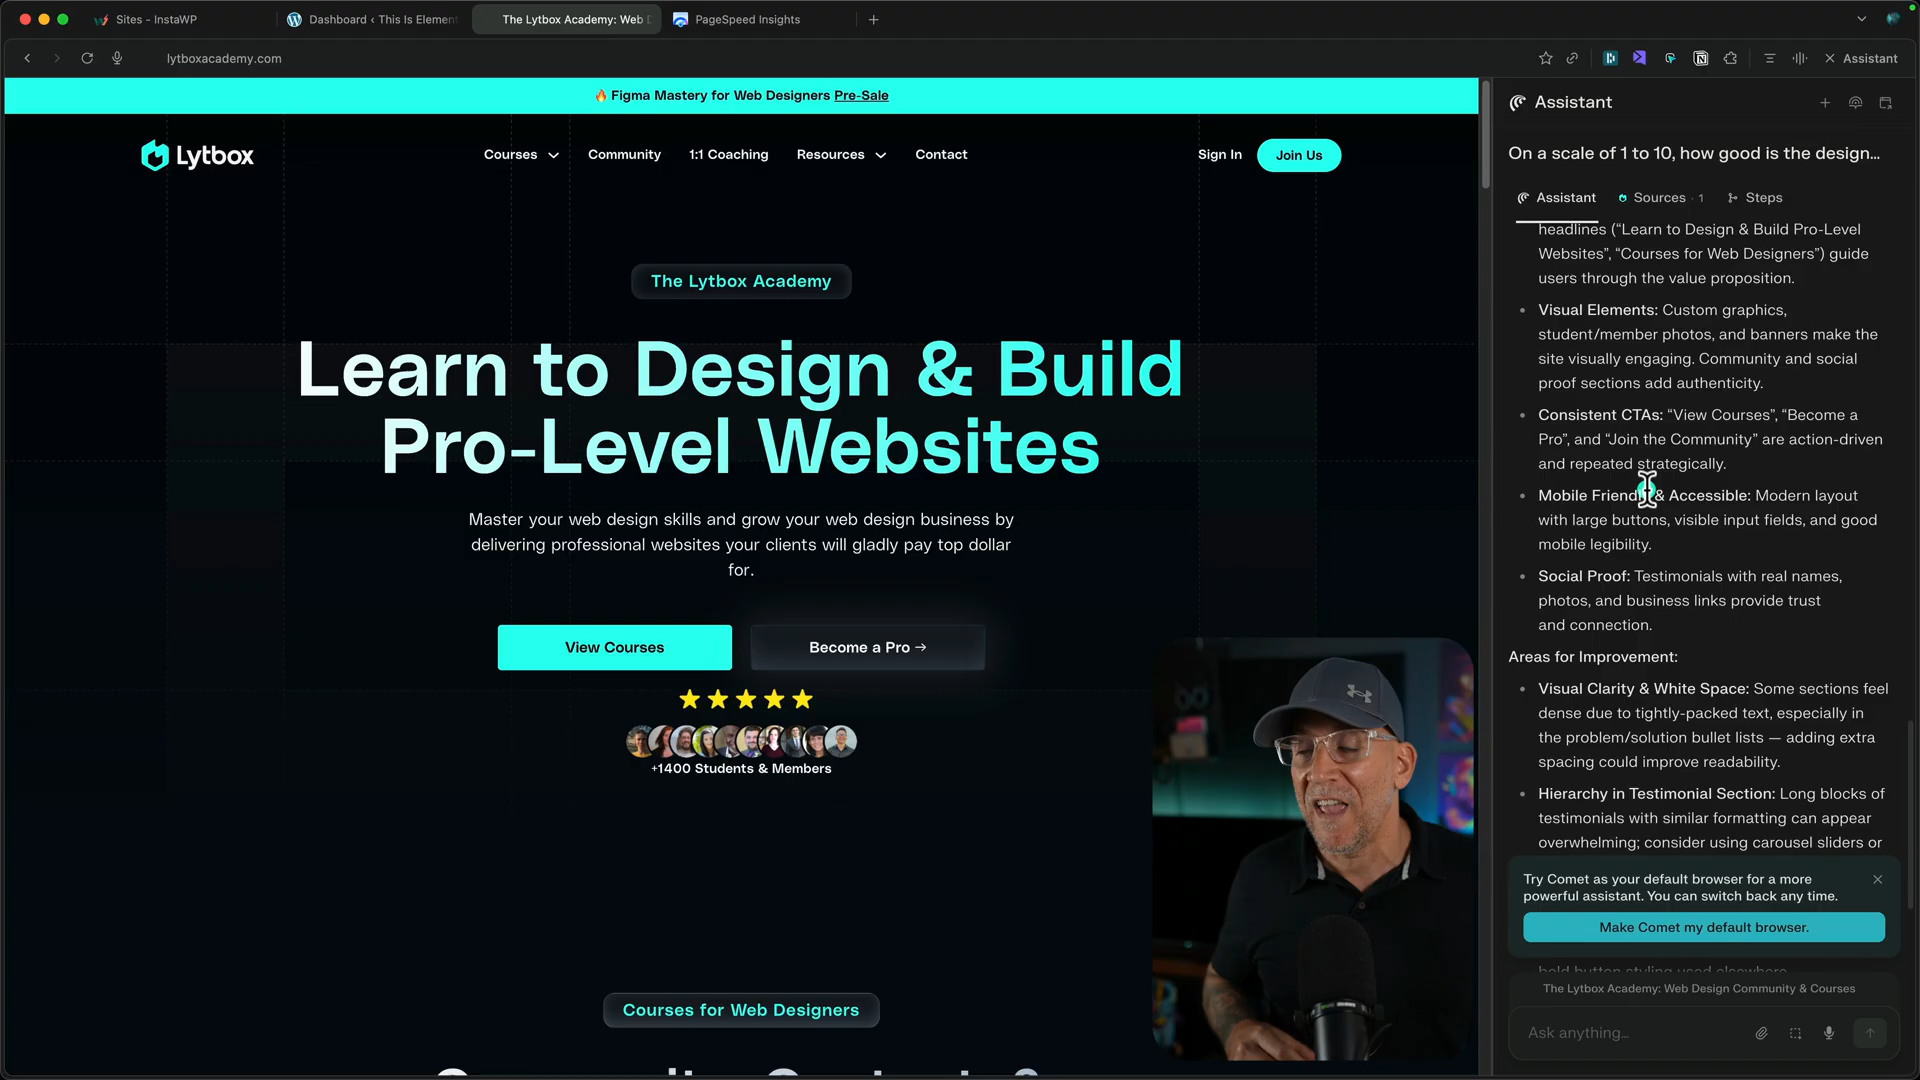 Sites - InstaWP
Dashboard ‹ This Is Element
The Lytbox Academy: Web D
PageSpeed Insights
lytboxacademy.com
Assistant
🔥 Figma Mastery for Web Designers Pre-Sale
Lytbox
Courses
Community
1:1 Coaching
Resources
Contact
Sign In
Join Us
The Lytbox Academy
Learn to Design & Build
Pro-Level Websites
Master your web design skills and grow your web design business by
delivering professional websites your clients will gladly pay top dollar
for.
View Courses
Become a Pro →
+1400 Students & Members
Courses for Web Designers
Assistant
On a scale of 1 to 10, how good is the design...
Assistant
Sources · 1
Steps
headlines (“Learn to Design & Build Pro-Level
Websites”, “Courses for Web Designers”) guide
users through the value proposition.
• Visual Elements: Custom graphics,
student/member photos, and banners make the
site visually engaging. Community and social
proof sections add authenticity.
• Consistent CTAs: “View Courses”, “Become a
Pro”, and “Join the Community” are action-driven
and repeated strategically.
• Mobile Friendly & Accessible: Modern layout
with large buttons, visible input fields, and good
mobile legibility.
• Social Proof: Testimonials with real names,
photos, and business links provide trust
and connection.
Areas for Improvement:
• Visual Clarity & White Space: Some sections feel
dense due to tightly-packed text, especially in
the problem/solution bullet lists — adding extra
spacing could improve readability.
• Hierarchy in Testimonial Section: Long blocks of
testimonials with similar formatting can appear
overwhelming; consider using carousel sliders or
Try Comet as your default browser for a more
powerful assistant. You can switch back any time.
Make Comet my default browser.
bold button styling used elsewhere
The Lytbox Academy: Web Design Community & Courses
Ask anything...